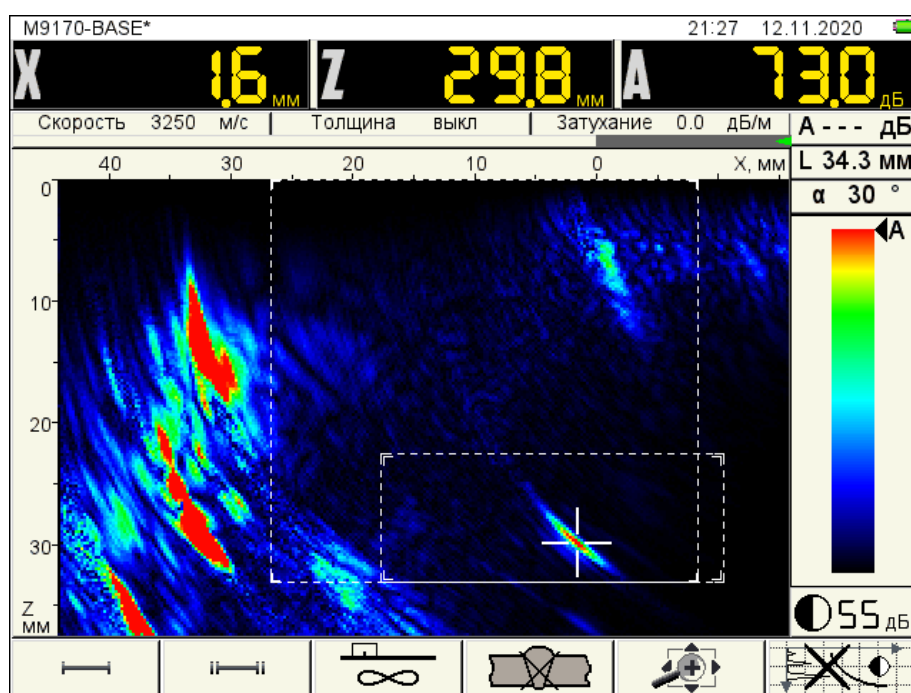 M9170-BASE* 21:27 12.11.2020
X 1.6 мм Z 29.8 мм A 73.0 дБ
Скорость 3250 м/с Толщина выкл Затухание 0.0 дБ/м A - - - дБ
40 30 20 10 0 X, мм L 34.3 мм
0 α 30 °
A
10
20
30
Z
мм 55 дБ